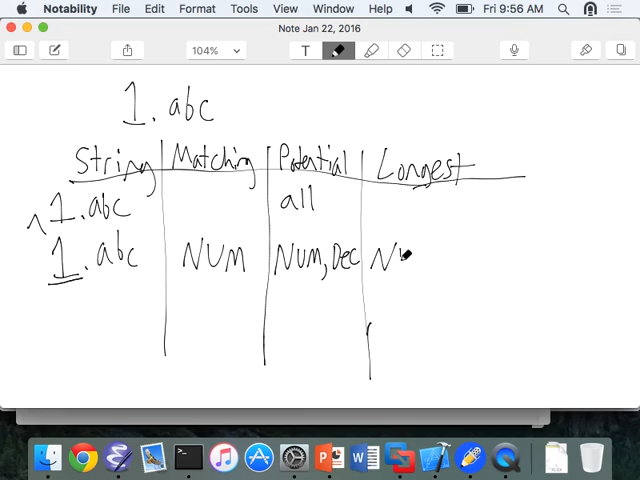 Notability Edit Format Tools View Window Help Fri 9:56 AM
Note Jan 22, 2016
104% T
1.abc
String Matching Potential Longest
^1.abc all
1.abc NUM NUM, Dec NU